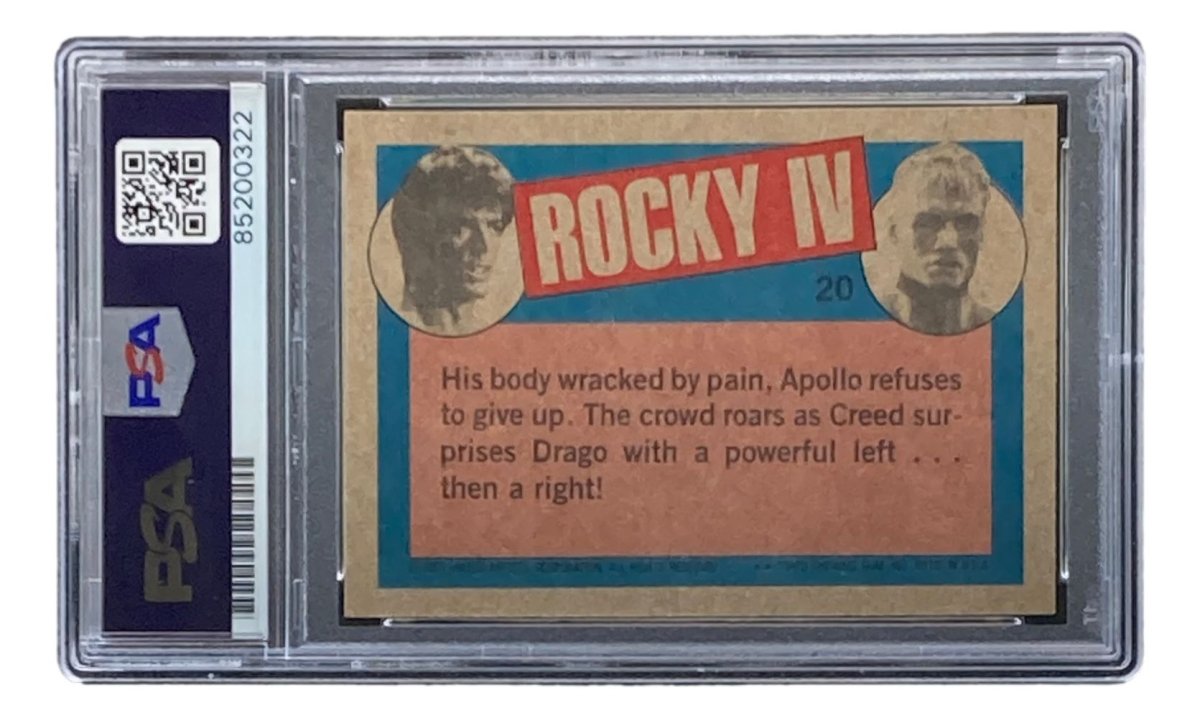 85200322
PSA
PSA
ROCKY IV
20
His body wracked by pain, Apollo refuses
to give up. The crowd roars as Creed sur-
prises Drago with a powerful left . . .
then a right!